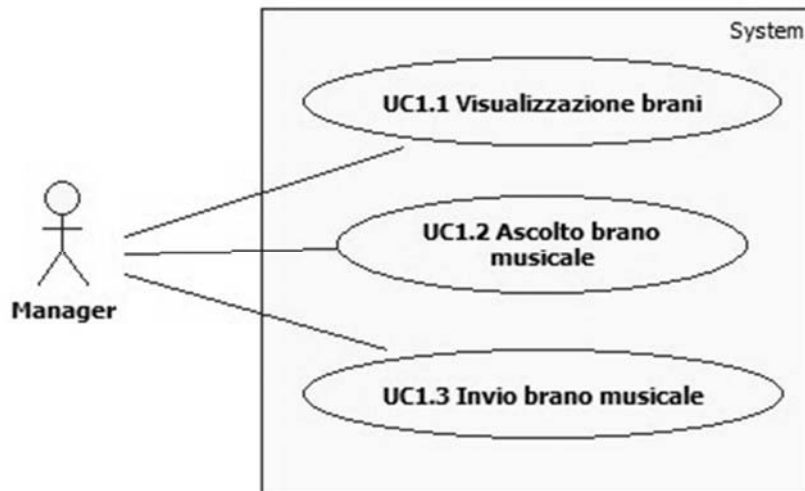 System
UC1.1 Visualizzazione brani
UC1.2 Ascolto brano
musicale
Manager
UC1.3 Invio brano musicale